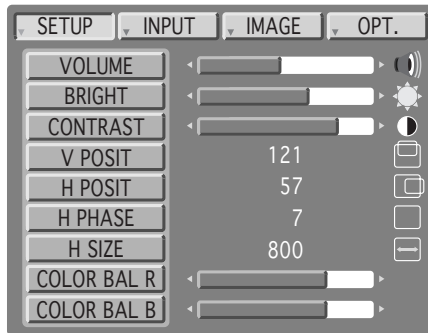 SETUP INPUT IMAGE OPT.
VOLUME
BRIGHT
CONTRAST
V POSIT 121
H POSIT 57
H PHASE 7
H SIZE 800
COLOR BAL R
COLOR BAL B